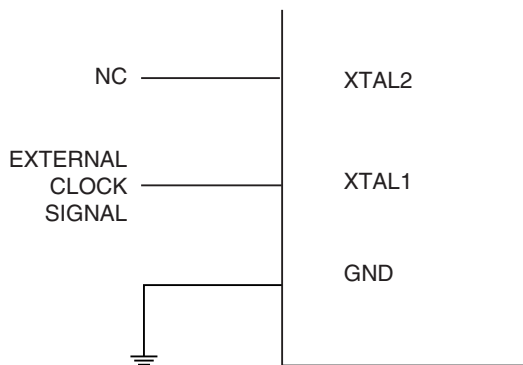 NC
XTAL2
EXTERNAL
CLOCK
SIGNAL
XTAL1
GND